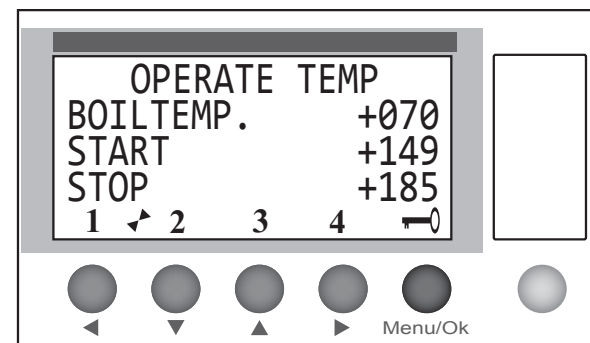 OPERATE TEMP
BOILTEMP. +070
START +149
STOP +185
1 2 3 4
Menu/Ok